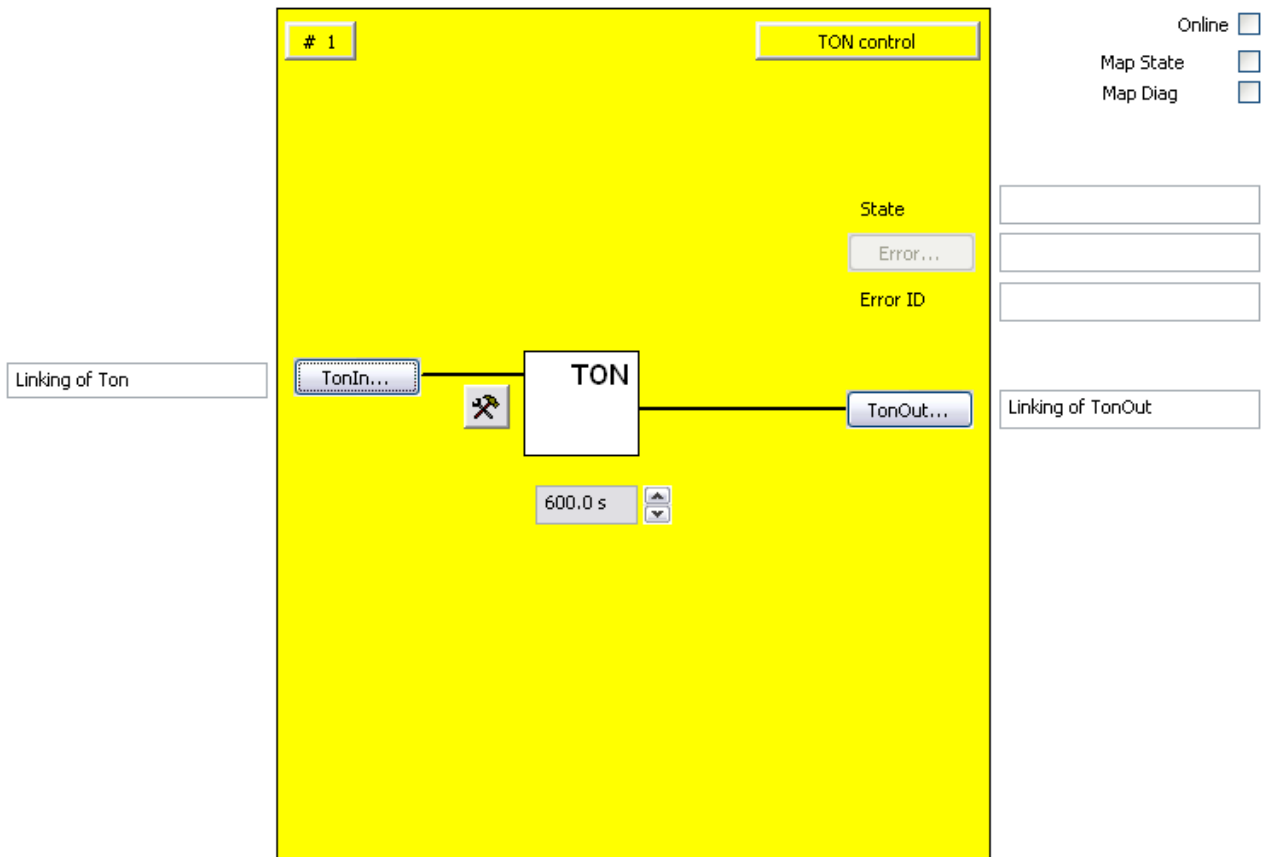 # 1
TON control
Online
Map State
Map Diag
State
Error...
Error ID
Linking of Ton
TonIn...
TON
TonOut...
Linking of TonOut
600.0 s